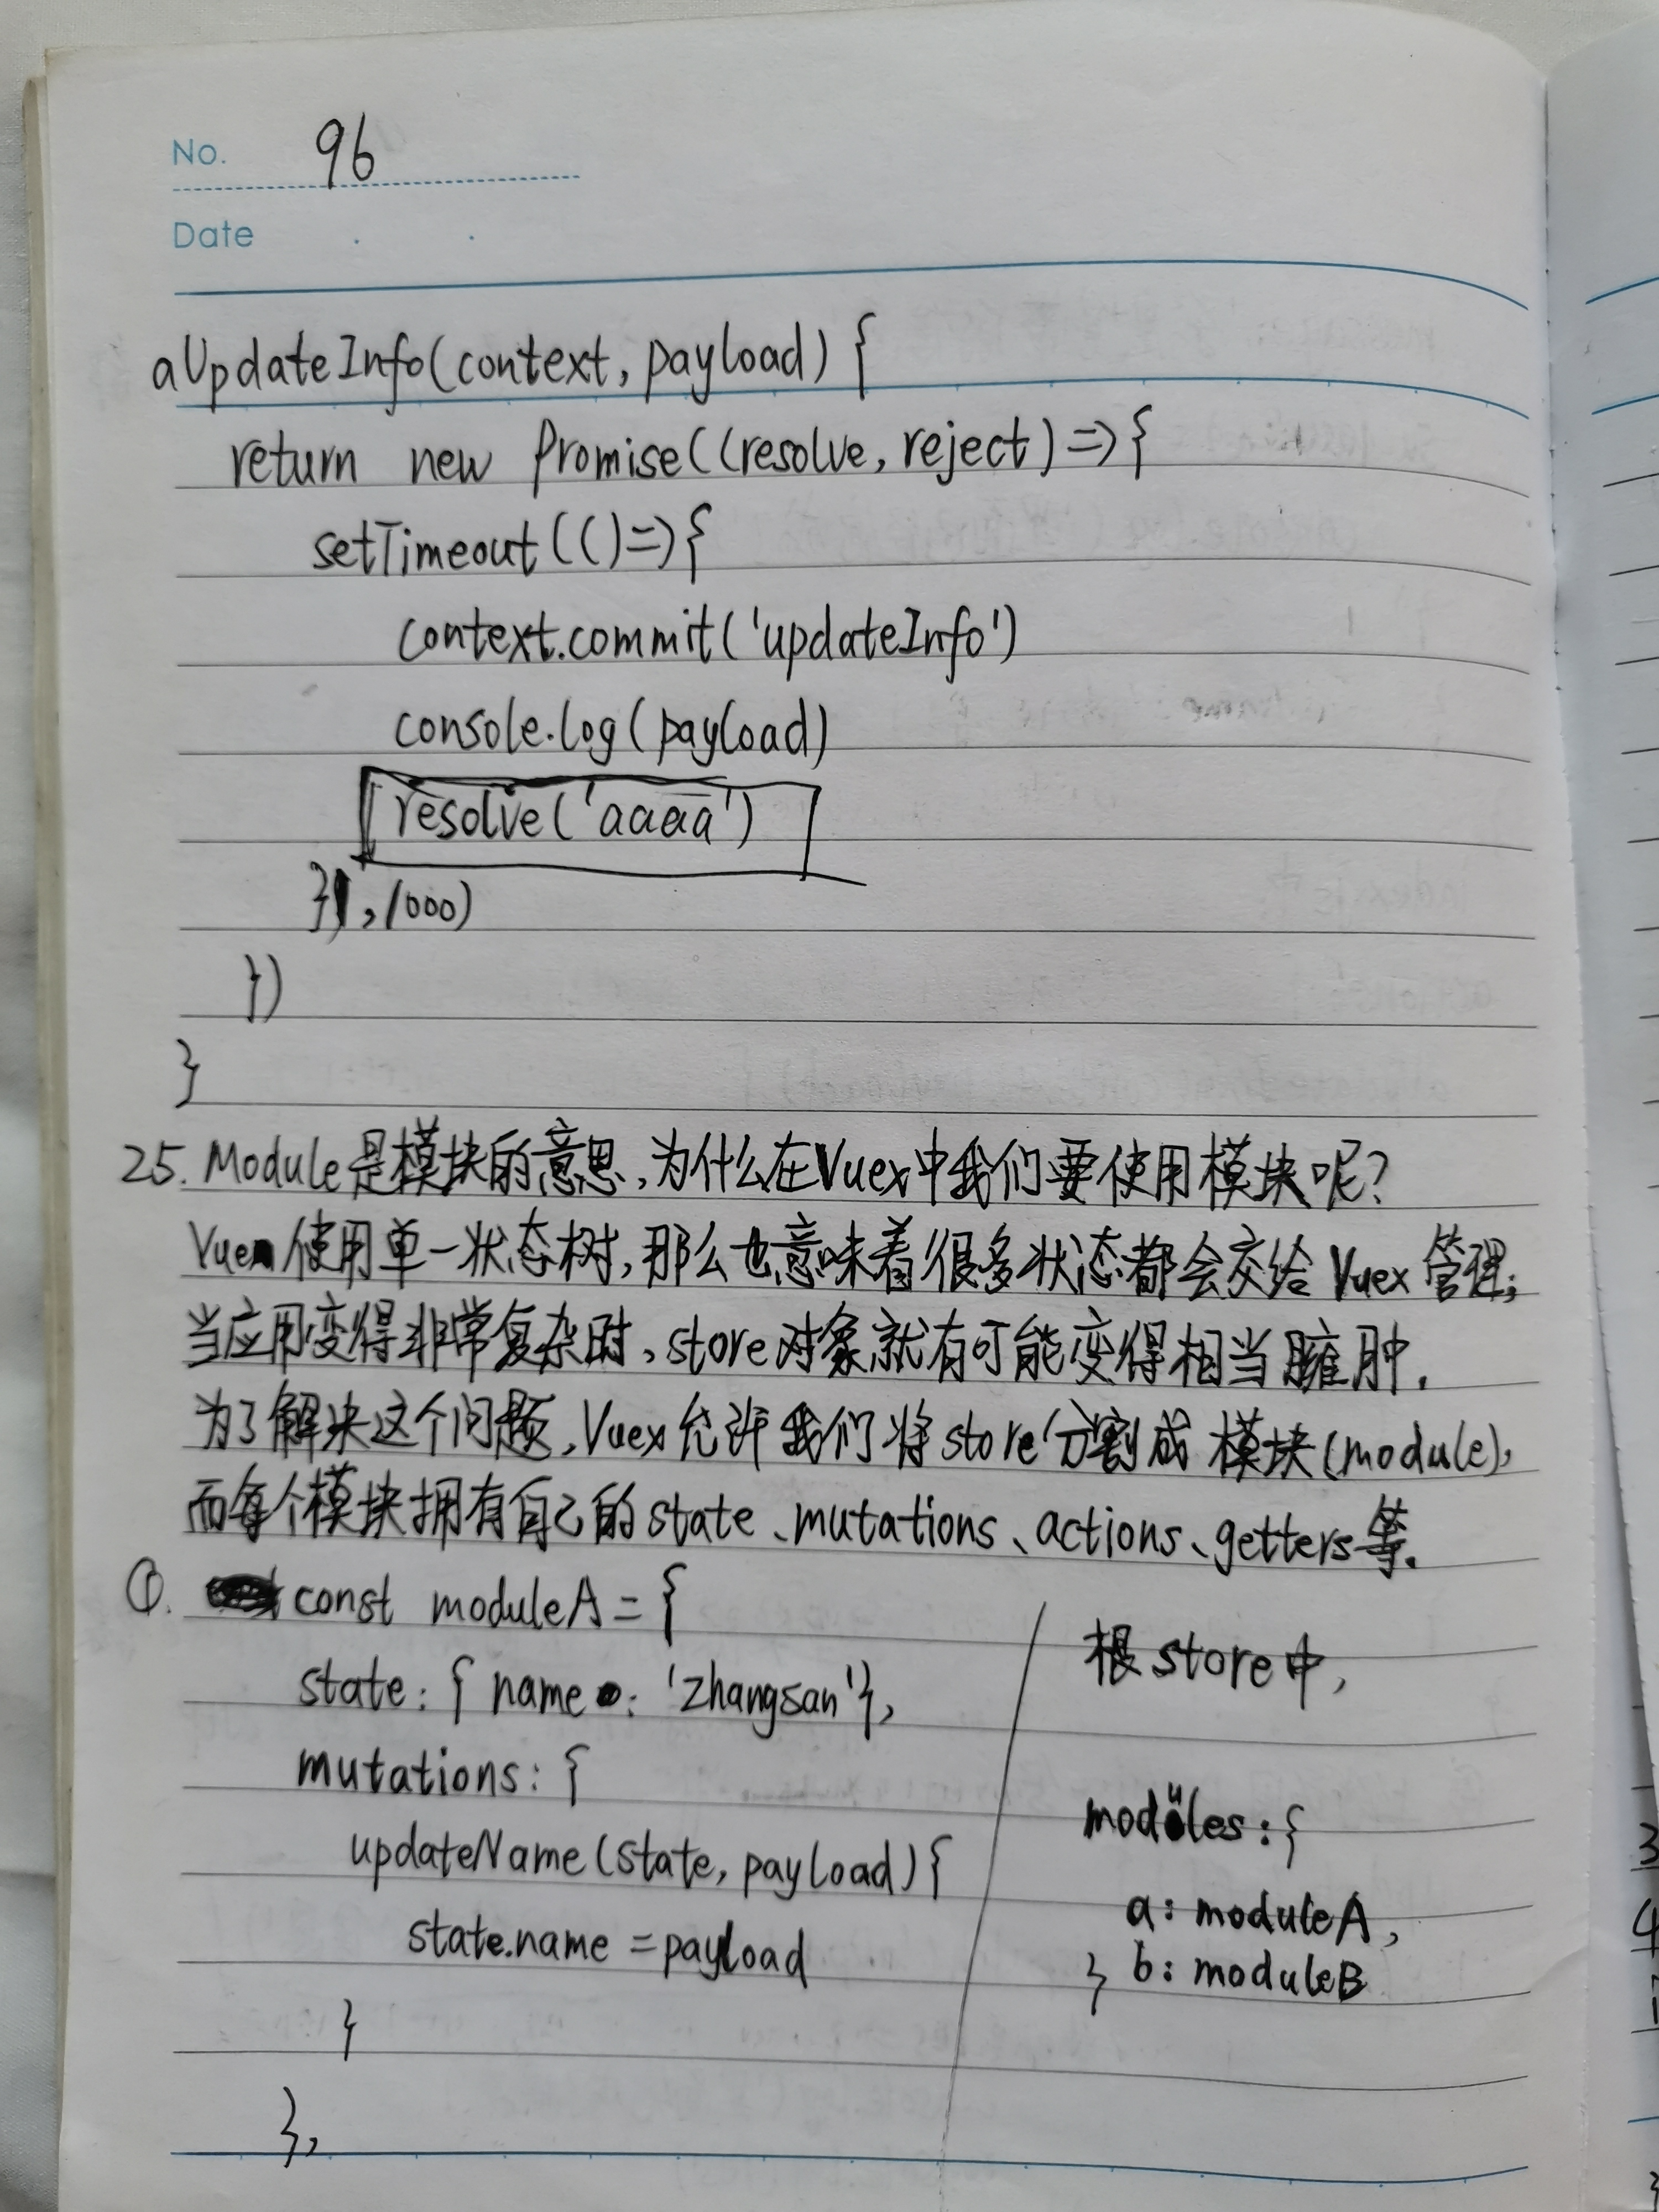 No. 96
Date
aUpdateInfo(context, payload) {
return new Promise((resolve, reject) => {
setTimeout(() => {
context.commit('updateInfo')
console.log(payload)
resolve('aaaa')
}, 1000)
})
}
25. Module是模块的意思,为什么在Vuex中我们要使用模块呢?
Vuex使用单一状态树,那么也意味着很多状态都会交给Vuex管理;
当应用变得非常复杂时,store对象就有可能变得相当臃肿.
为了解决这个问题,Vuex允许我们将store分割成模块(module),
而每个模块拥有自己的state、mutations、actions、getters等.
①. const moduleA = {
state: { name: 'zhangsan'},
mutations: {
updateName(state, payload) {
state.name = payload
}
},
根store中,
modules: {
a: moduleA,
} b: moduleB